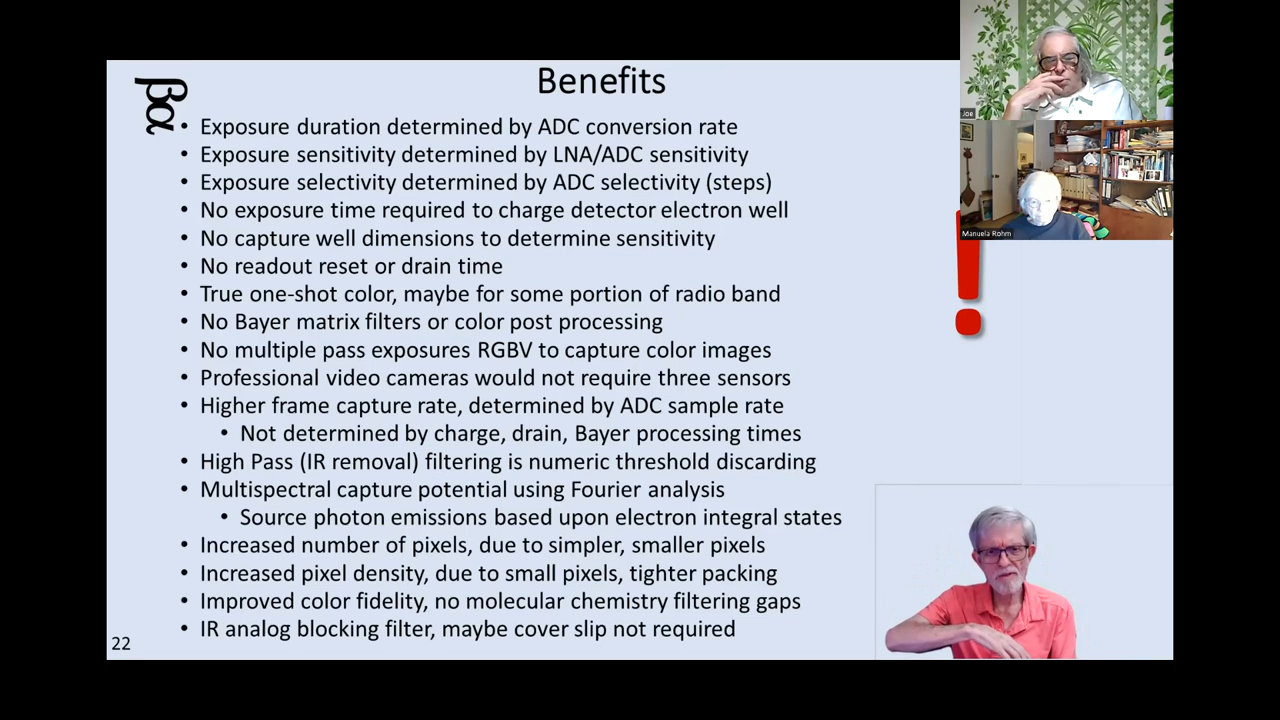 Benefits
βα
• Exposure duration determined by ADC conversion rate
• Exposure sensitivity determined by LNA/ADC sensitivity
• Exposure selectivity determined by ADC selectivity (steps)
• No exposure time required to charge detector electron well
• No capture well dimensions to determine sensitivity
• No readout reset or drain time
• True one-shot color, maybe for some portion of radio band
• No Bayer matrix filters or color post processing
• No multiple pass exposures RGBV to capture color images
• Professional video cameras would not require three sensors
• Higher frame capture rate, determined by ADC sample rate
• Not determined by charge, drain, Bayer processing times
• High Pass (IR removal) filtering is numeric threshold discarding
• Multispectral capture potential using Fourier analysis
• Source photon emissions based upon electron integral states
• Increased number of pixels, due to simpler, smaller pixels
• Increased pixel density, due to small pixels, tighter packing
• Improved color fidelity, no molecular chemistry filtering gaps
• IR analog blocking filter, maybe cover slip not required
22
Joe
Manuela Rohm
!